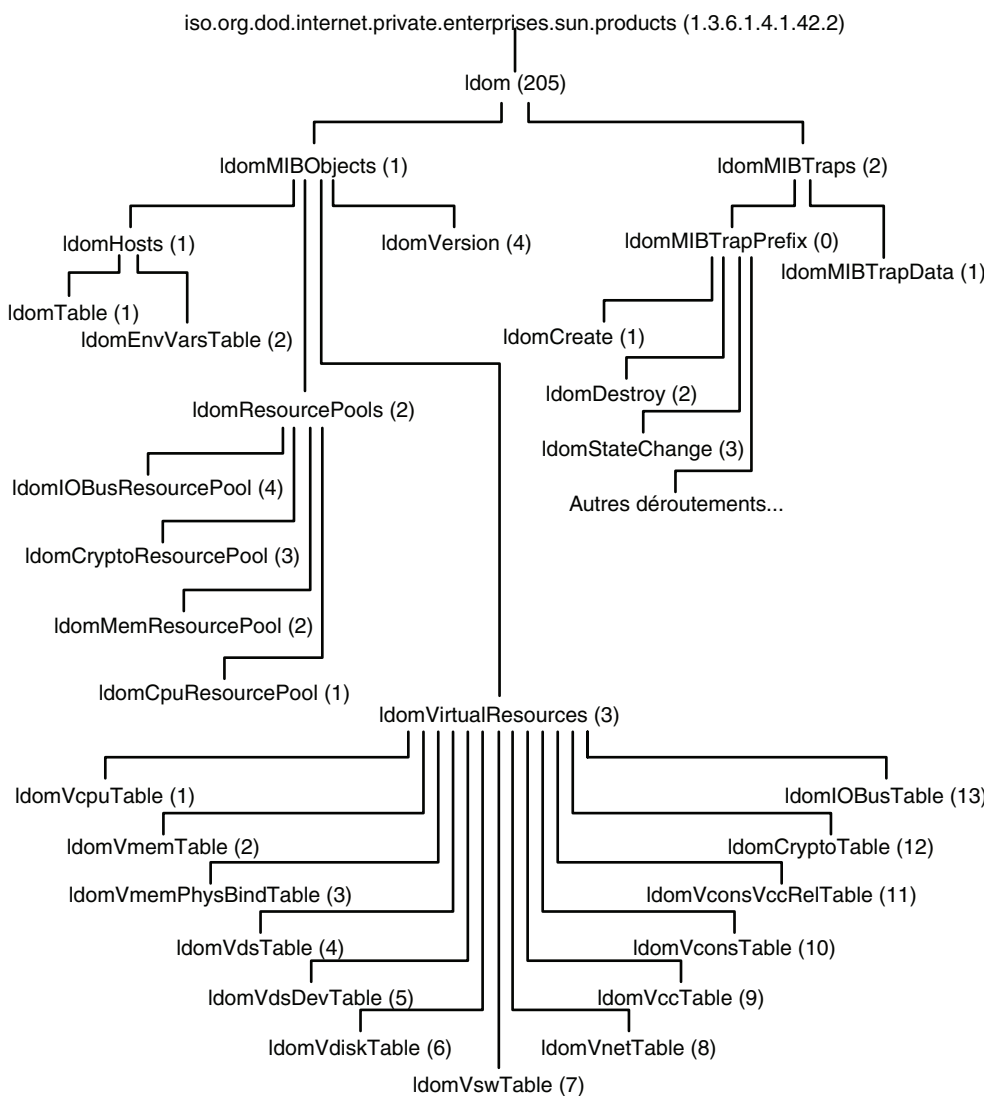 iso.org.dod.internet.private.enterprises.sun.products (1.3.6.1.4.1.42.2)
ldom (205)
ldomMIBObjects (1)
ldomMIBTraps (2)
ldomHosts (1)
ldomVersion (4)
ldomMIBTrapPrefix (0)
ldomMIBTrapData (1)
ldomTable (1)
ldomEnvVarsTable (2)
ldomCreate (1)
ldomDestroy (2)
ldomResourcePools (2)
ldomStateChange (3)
ldomIOBusResourcePool (4)
Autres déroutements...
ldomCryptoResourcePool (3)
ldomMemResourcePool (2)
ldomCpuResourcePool (1)
ldomVirtualResources (3)
ldomVcpuTable (1)
ldomIOBusTable (13)
ldomVmemTable (2)
ldomCryptoTable (12)
ldomVmemPhysBindTable (3)
ldomVconsVccRelTable (11)
ldomVdsTable (4)
ldomVconsTable (10)
ldomVdsDevTable (5)
ldomVccTable (9)
ldomVdiskTable (6)
ldomVnetTable (8)
ldomVswTable (7)